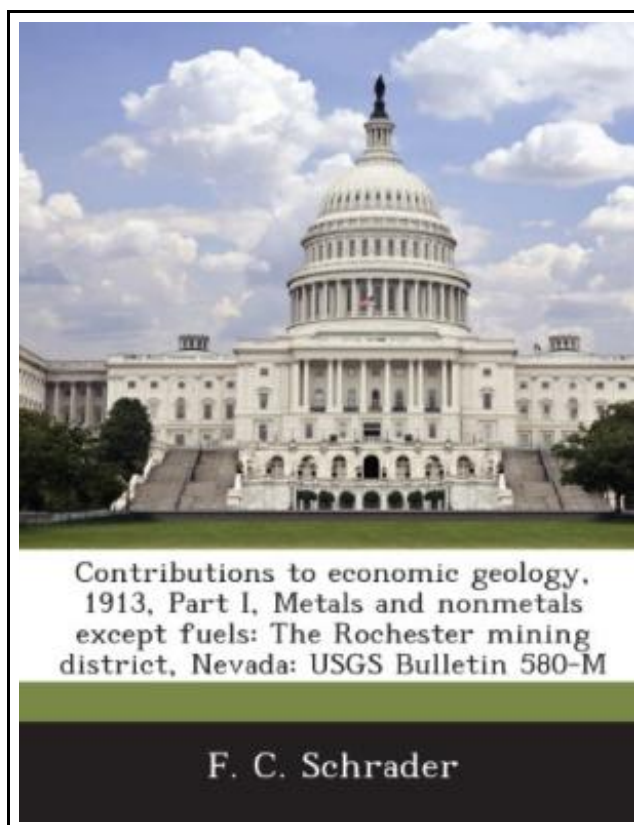 Contributions to economic geology,
1913, Part I, Metals and nonmetals
except fuels: The Rochester mining
district, Nevada: USGS Bulletin 580-M
F. C. Schrader